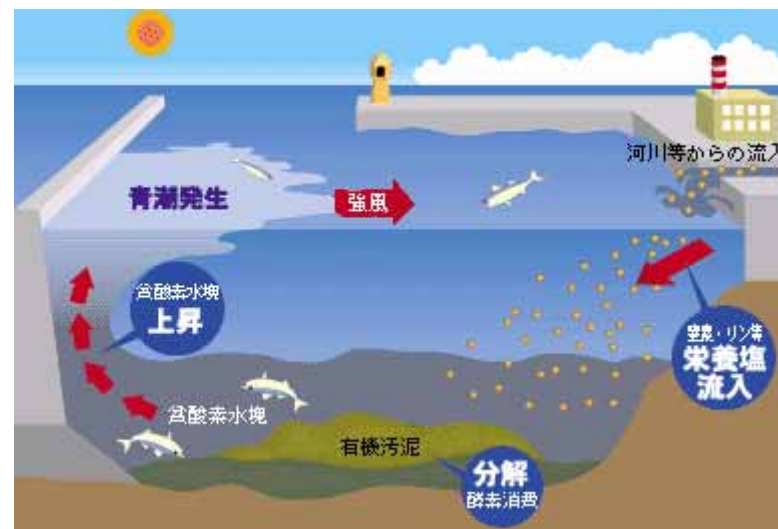 河川等からの流入
青潮発生
強風
貧酸素水塊
上昇
窒素・リン等
栄養塩
流入
貧酸素水塊
有機汚泥
分解
酵素消費